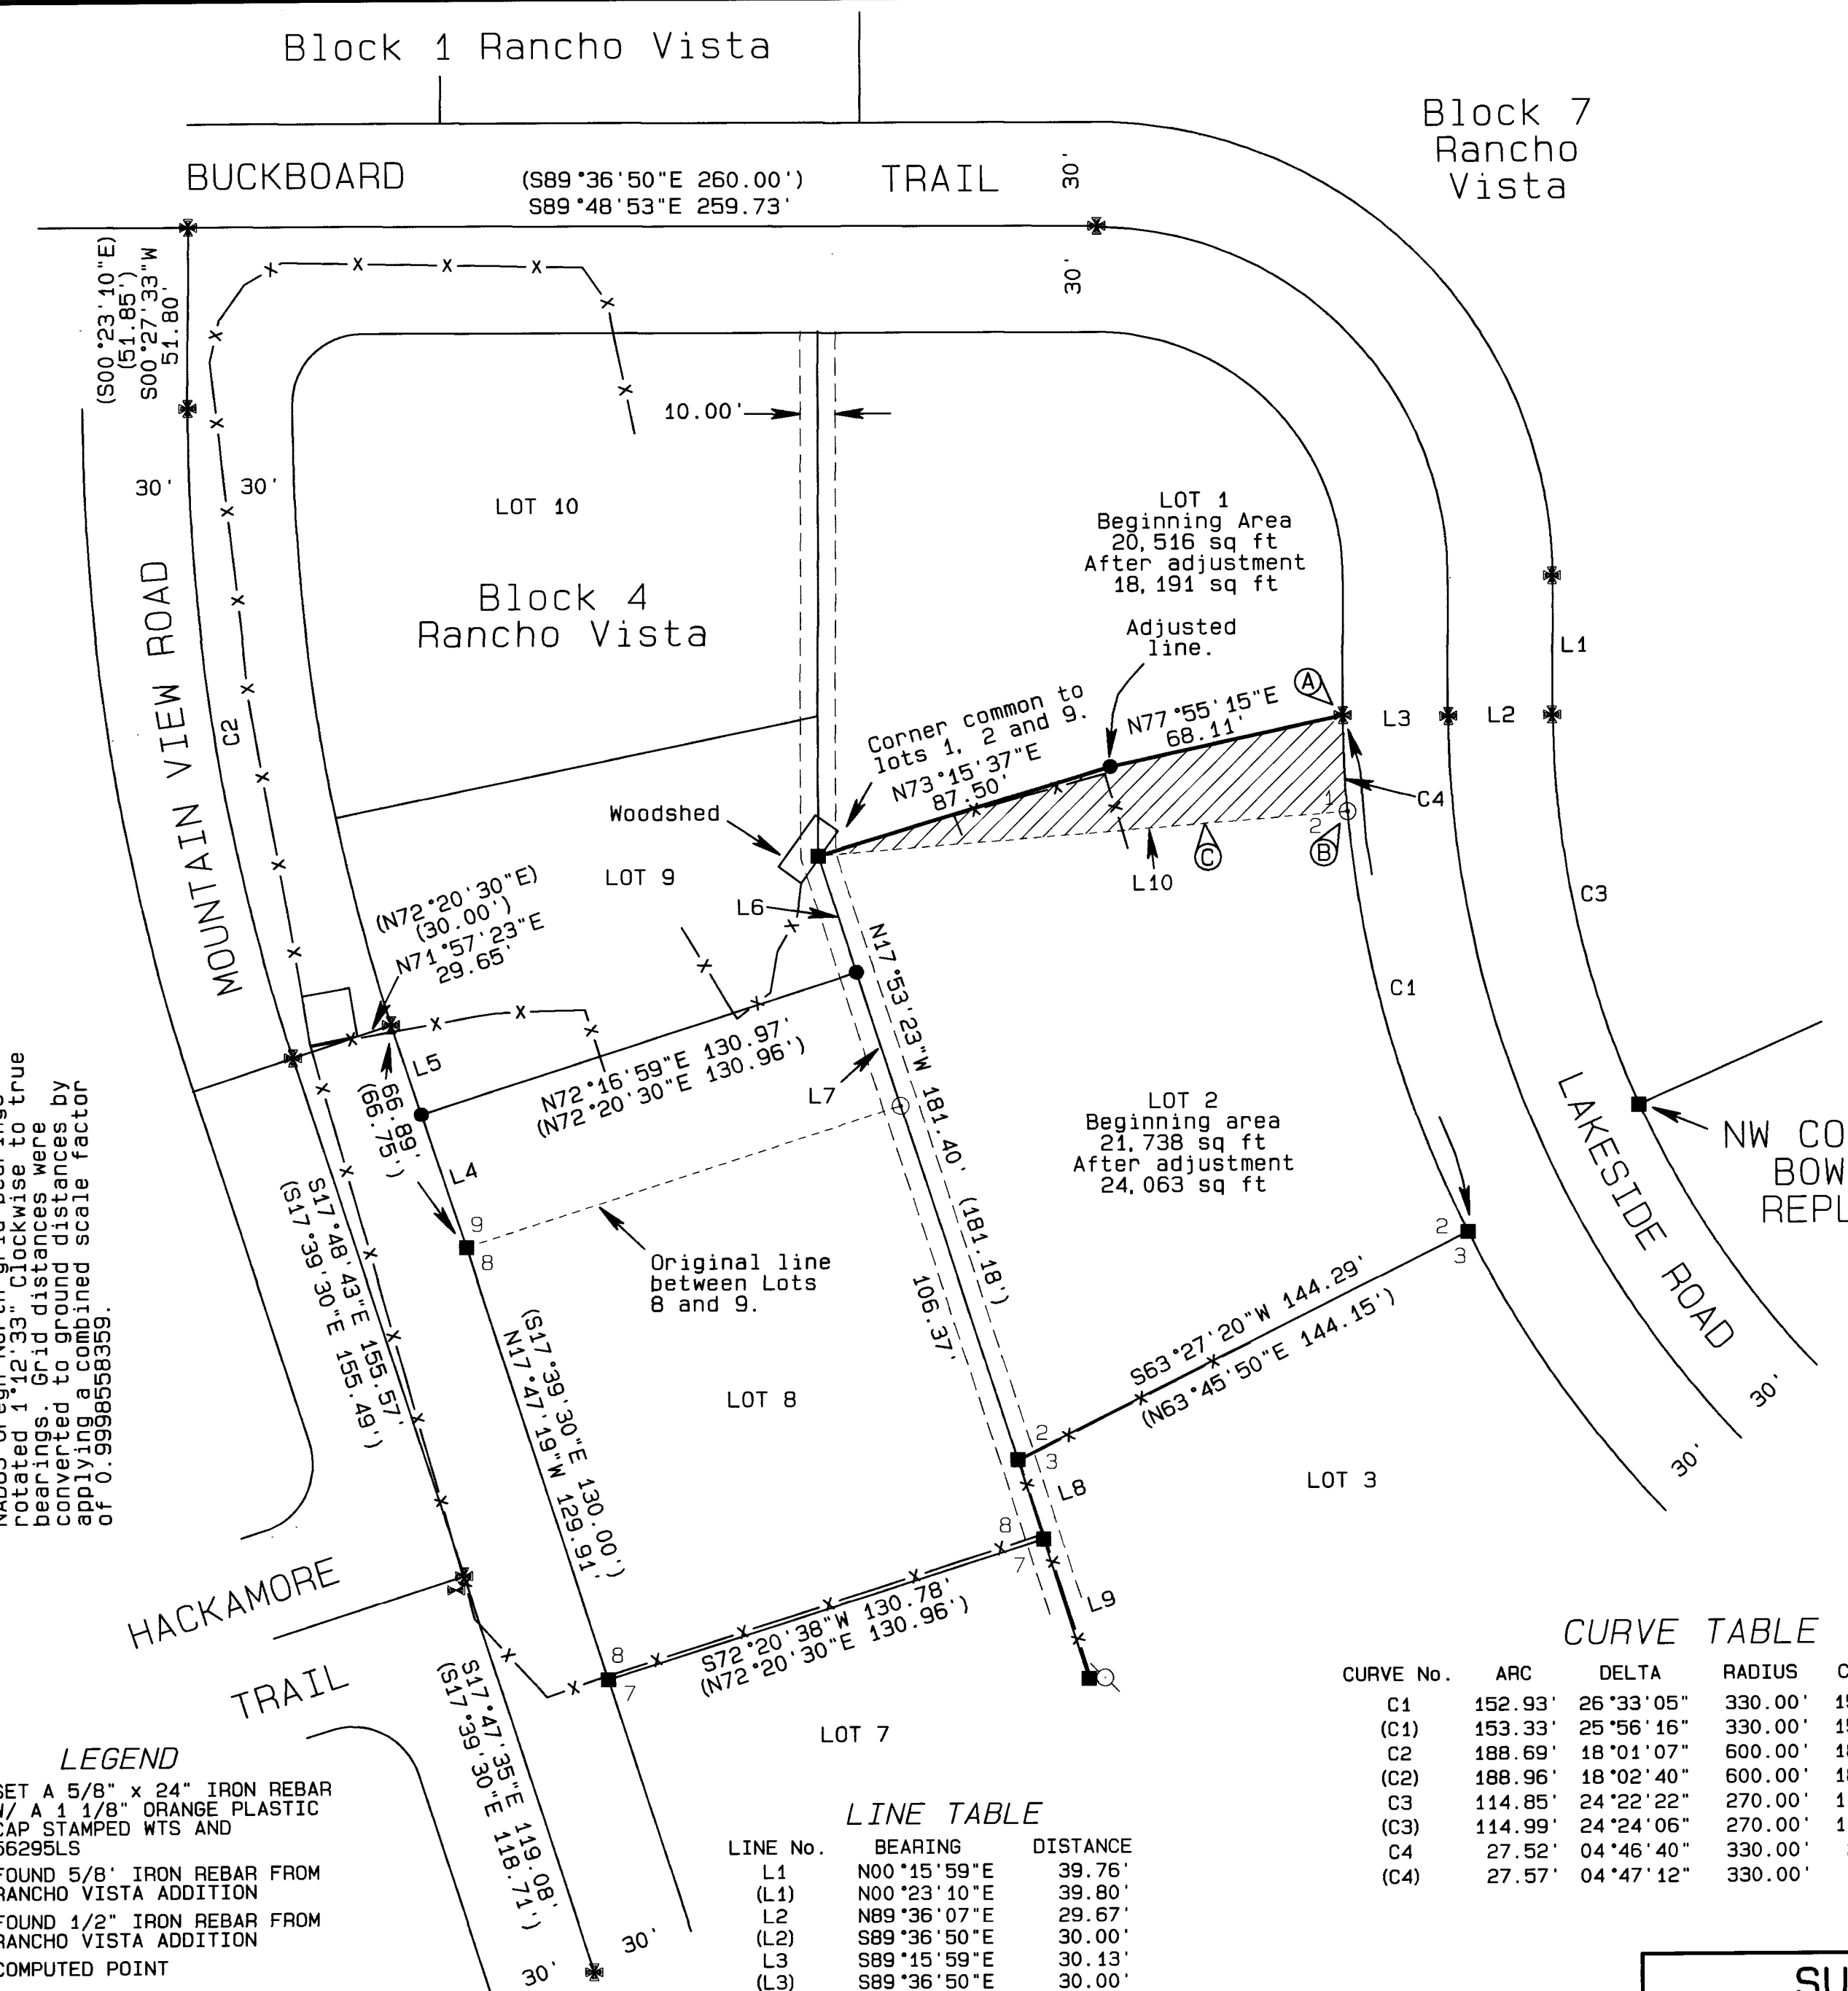 Block 1 Rancho Vista
Block 7
Rancho
Vista
BUCKBOARD TRAIL
(S89°36'50"E 260.00')
S89°48'53"E 259.73'
30'
30'
(S00°23'10"E)
(51.85')
S00°27'33"W
51.80'
10.00'
30'
30'
LOT 10
Block 4
Rancho Vista
LOT 1
Beginning Area
20,516 sq ft
After adjustment
18,191 sq ft
Adjusted
line.
MOUNTAIN VIEW ROAD
C2
Corner common to
lots 1, 2 and 9.
N73°15'37"E
87.50'
N77°55'15"E
68.11'
A
L3
L2
L1
C4
1
2
B
C
L10
C3
C1
Woodshed
LOT 9
L6
(N72°20'30"E)
(30.00')
N71°57'23"E
29.65'
L5
66.89'
(66.75')
N72°16'59"E 130.97'
(N72°20'30"E 130.96')
L7
N17°53'23"W 181.40'
(181.18')
106.37'
LOT 2
Beginning area
21,738 sq ft
After adjustment
24,063 sq ft
LAKESIDE ROAD
NW CO
BOW
REPL
L4
9
8
Original line
between Lots
8 and 9.
S17°48'43"E 155.57'
(S17°39'30"E 155.49')
rotated 1°12'33" Clockwise to true
bearings. Grid distances were
converted to ground distances by
applying a combined scale factor
of 0.9998558359.
(S17°39'30"E 130.00')
N17°47'19"W 129.91'
LOT 8
2
3
S63°27'20"W 144.29'
(N63°45'50"E 144.15')
2
3
LOT 3
30'
30'
L8
8
7
L9
HACKAMORE
TRAIL
S72°20'38"W 130.78'
(N72°20'30"E 130.96')
8
7
LOT 7
S17°47'35"E 119.08'
(S17°39'30"E 118.71')
30'
30'
LEGEND
SET A 5/8" x 24" IRON REBAR
W/ A 1 1/8" ORANGE PLASTIC
CAP STAMPED WTS AND
56295LS
FOUND 5/8' IRON REBAR FROM
RANCHO VISTA ADDITION
FOUND 1/2" IRON REBAR FROM
RANCHO VISTA ADDITION
COMPUTED POINT
LINE TABLE
LINE No. BEARING DISTANCE
L1 N00°15'59"E 39.76'
(L1) N00°23'10"E 39.80'
L2 N89°36'07"E 29.67'
(L2) S89°36'50"E 30.00'
L3 S89°15'59"E 30.13'
(L3) S89°36'50"E 30.00'
CURVE TABLE
CURVE No. ARC DELTA RADIUS C
C1 152.93' 26°33'05" 330.00' 15
(C1) 153.33' 25°56'16" 330.00' 15
C2 188.69' 18°01'07" 600.00' 18
(C2) 188.96' 18°02'40" 600.00' 18
C3 114.85' 24°22'22" 270.00' 1
(C3) 114.99' 24°24'06" 270.00' 1
C4 27.52' 04°46'40" 330.00'
(C4) 27.57' 04°47'12" 330.00'
SU